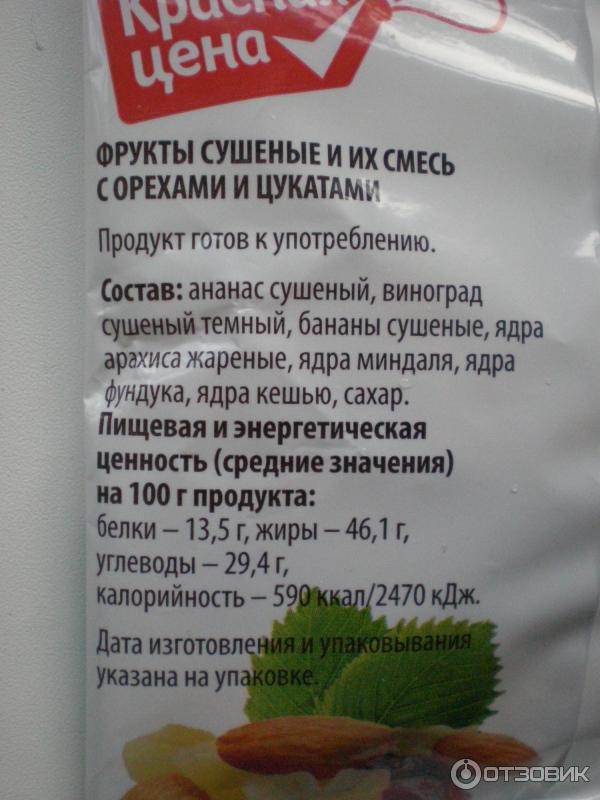 Красная
цена
ФРУКТЫ СУШЕНЫЕ И ИХ СМЕСЬ
С ОРЕХАМИ И ЦУКАТАМИ
Продукт готов к употреблению.
Состав: ананас сушеный, виноград
сушеный темный, бананы сушеные, ядра
арахиса жареные, ядра миндаля, ядра
фундука, ядра кешью, сахар.
Пищевая и энергетическая
ценность (средние значения)
на 100 г продукта:
белки – 13,5 г, жиры – 46,1 г,
углеводы – 29,4 г,
калорийность – 590 ккал/2470 кДж.
Дата изготовления и упаковывания
указана на упаковке.
ОТЗОВИК